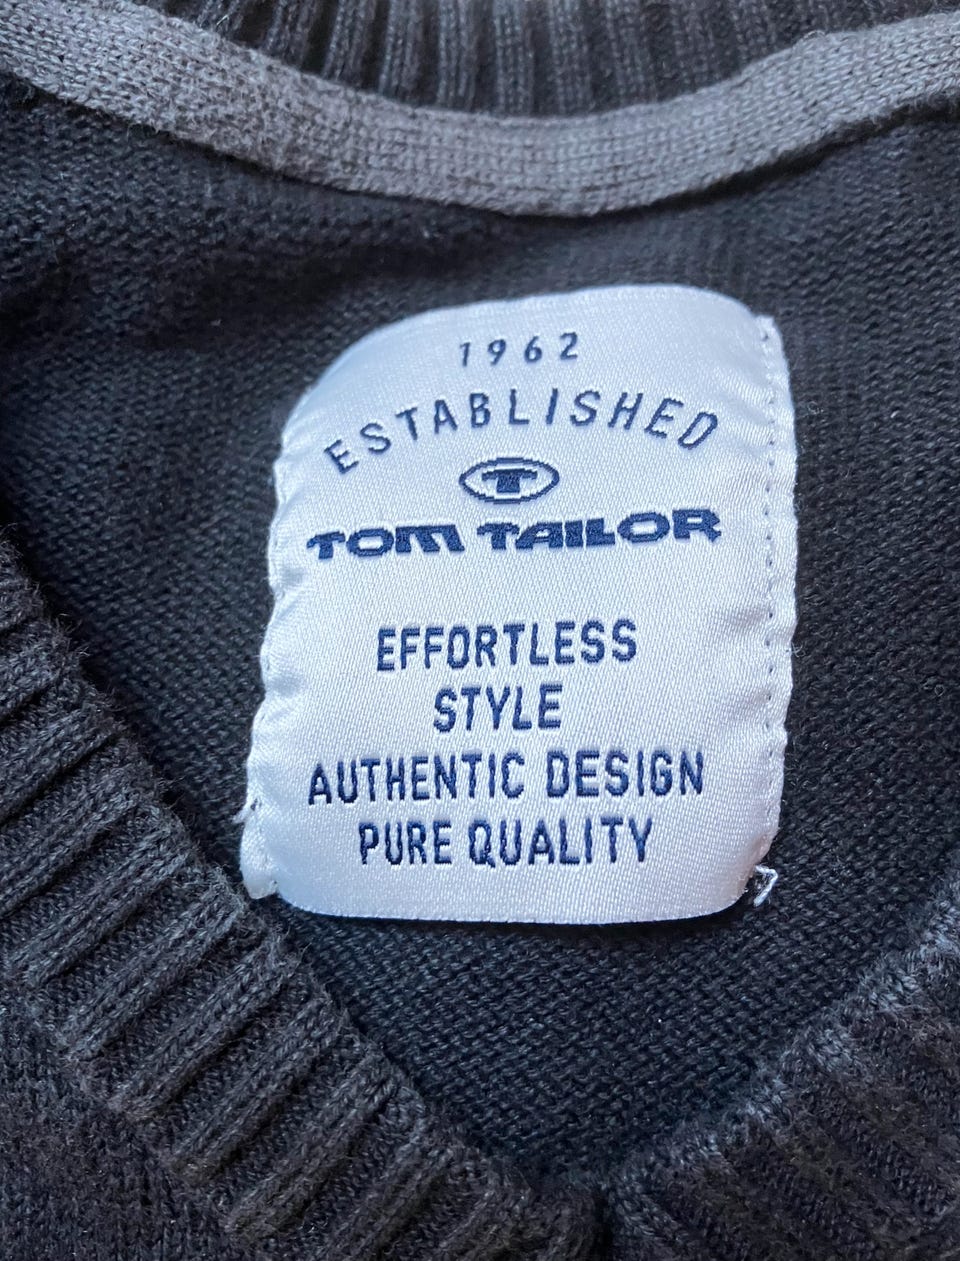 1962
ESTABLISHED
T
TOM TAILOR
EFFORTLESS
STYLE
AUTHENTIC DESIGN
PURE QUALITY